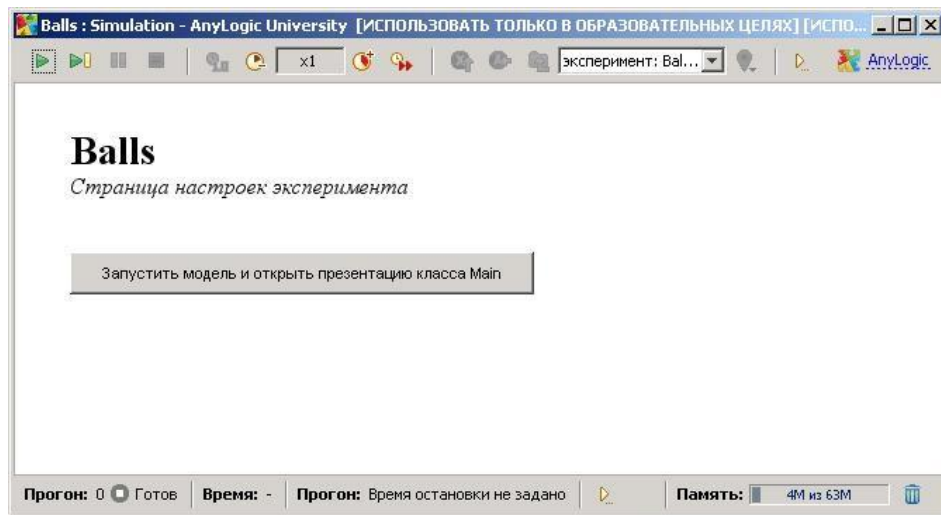 Balls : Simulation - AnyLogic University [ИСПОЛЬЗОВАТЬ ТОЛЬКО В ОБРАЗОВАТЕЛЬНЫХ ЦЕЛЯХ] [ИСПО...
x1 эксперимент: Bal... AnyLogic
Balls
Страница настроек эксперимента
Запустить модель и открыть презентацию класса Main
Прогон: 0 Готов Время: - Прогон: Время остановки не задано Память: 4M из 63M